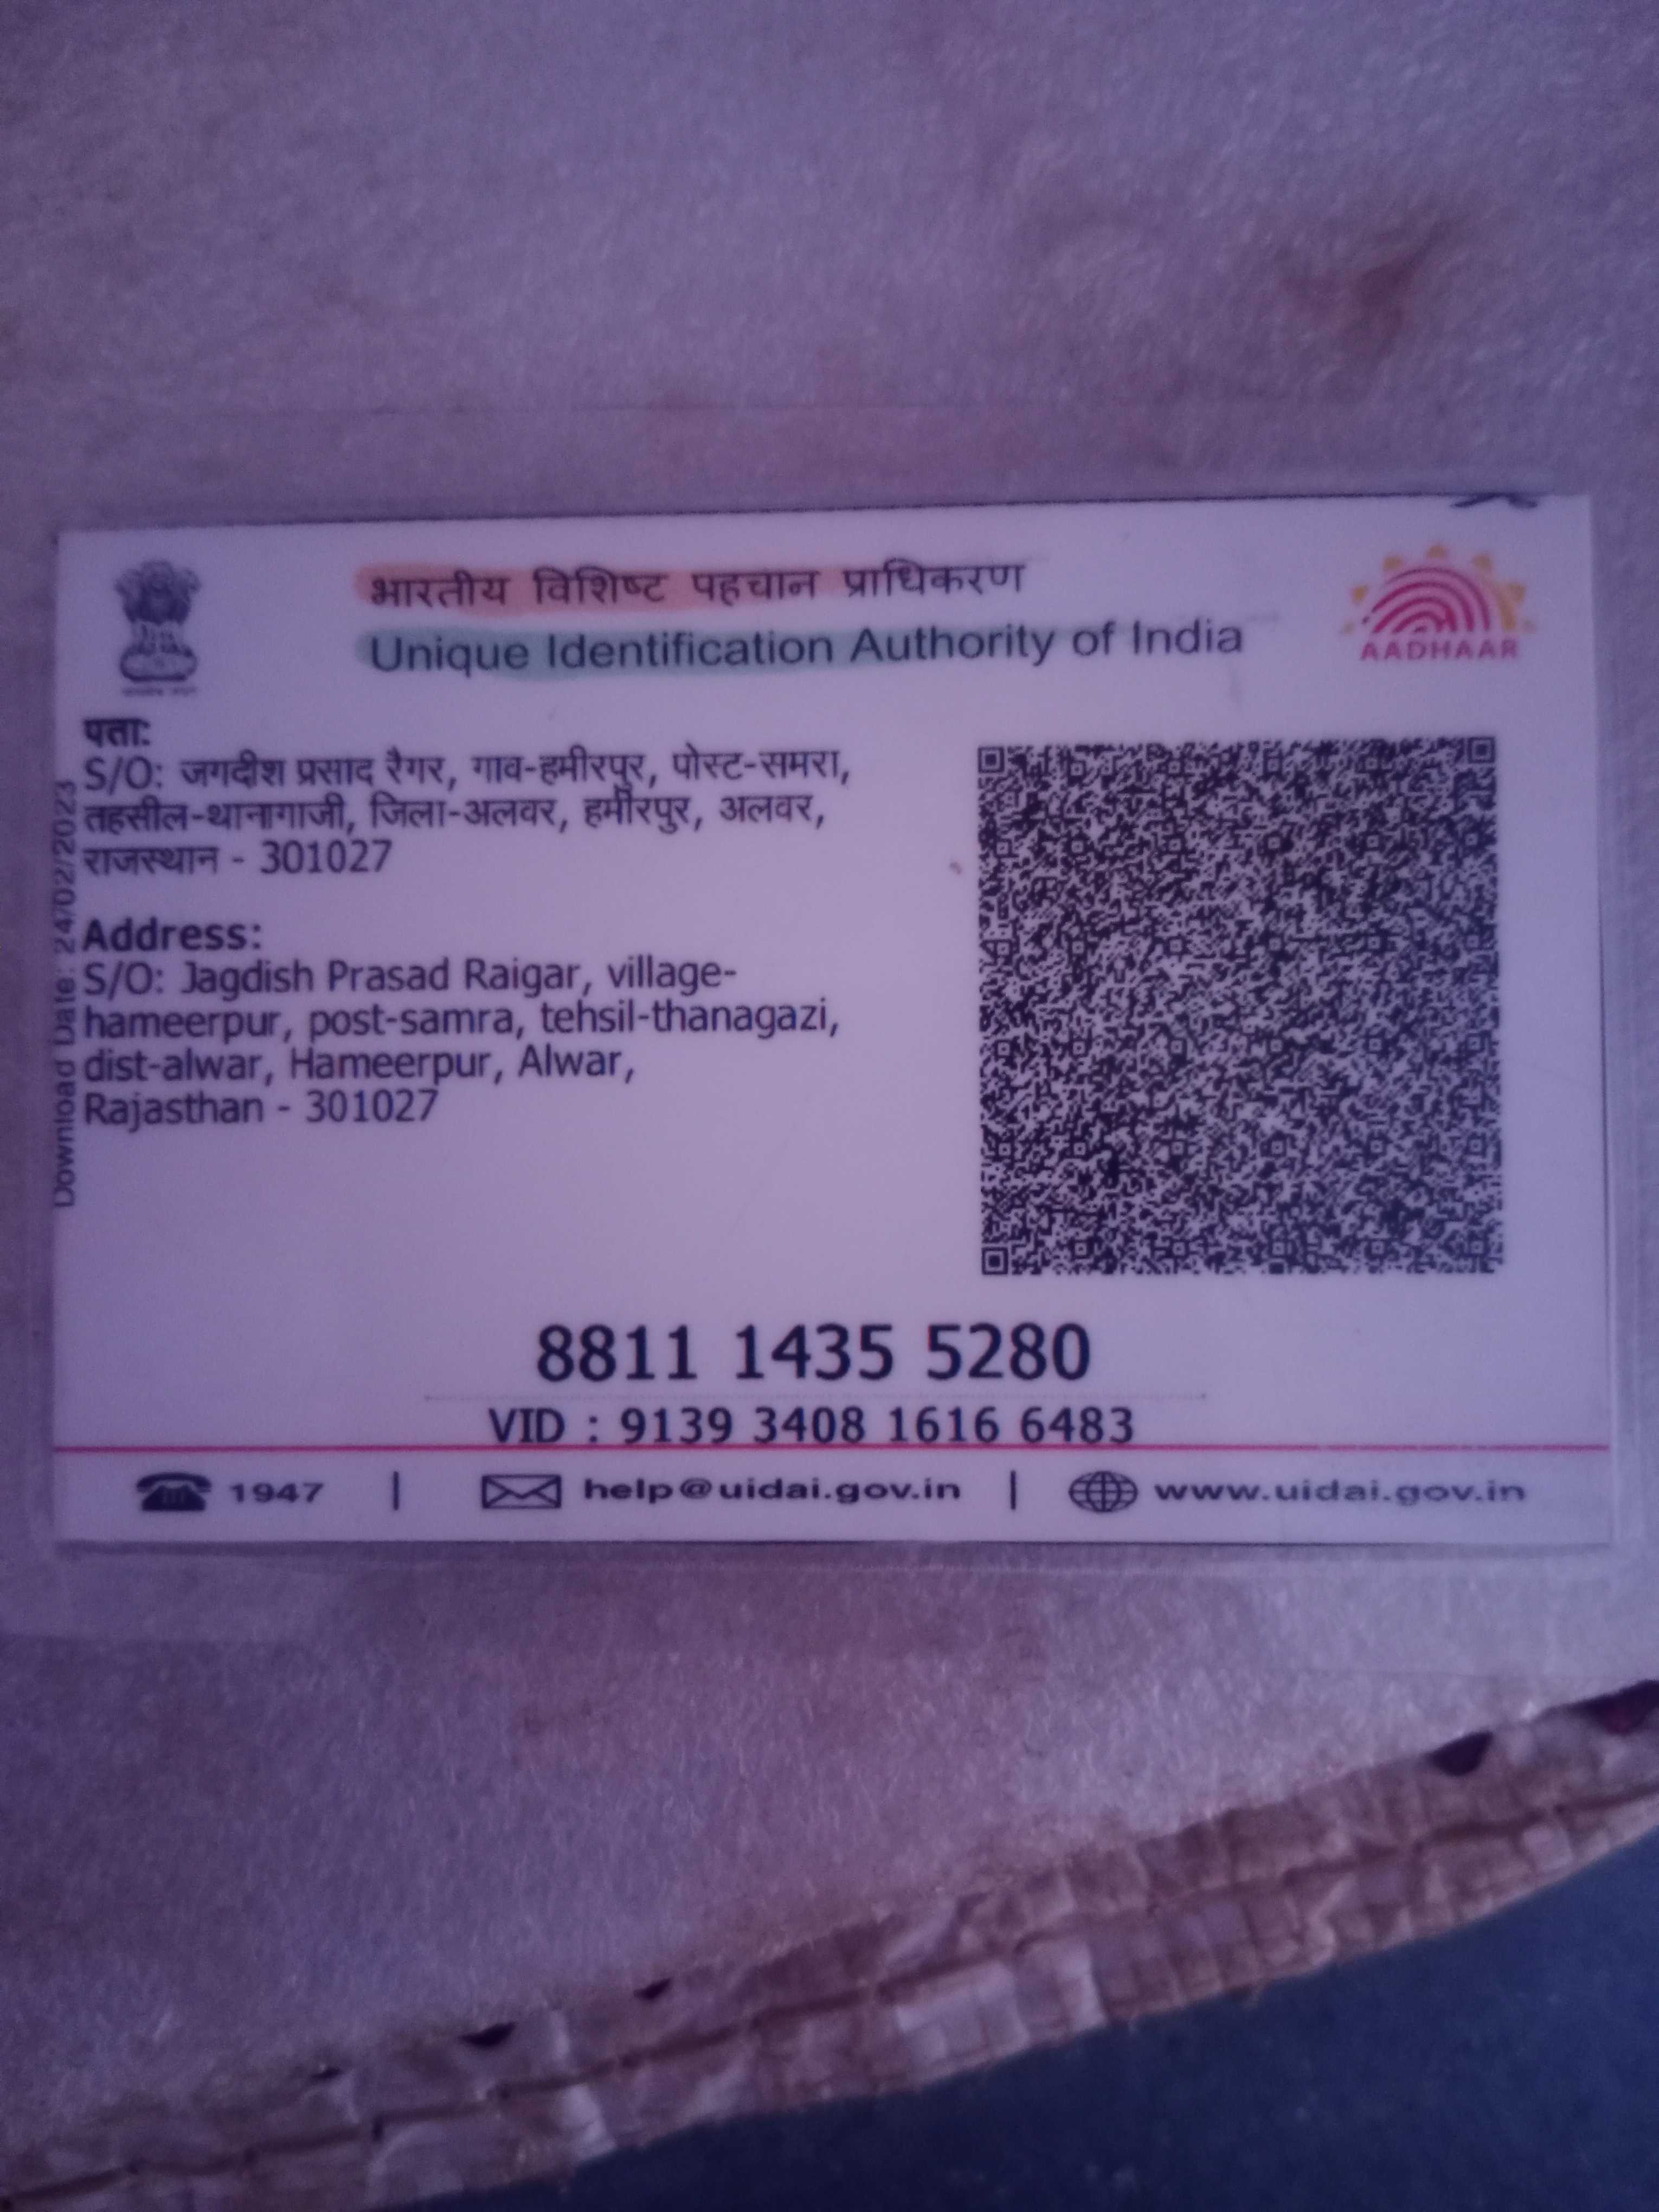 भारतीय विशिष्ट पहचान प्राधिकरण
Unique Identification Authority of India
AADHAAR
पता:
S/O: जगदीश प्रसाद रैगर, गाव-हमीरपुर, पोस्ट-समरा,
तहसील-थानागाजी, जिला-अलवर, हमीरपुर, अलवर,
राजस्थान - 301027
Address:
S/O: Jagdish Prasad Raigar, village-
hameerpur, post-samra, tehsil-thanagazi,
dist-alwar, Hameerpur, Alwar,
Rajasthan - 301027
Download Date: 24/02/2023
8811 1435 5280
VID : 9139 3408 1616 6483
1947 | help@uidai.gov.in | www.uidai.gov.in